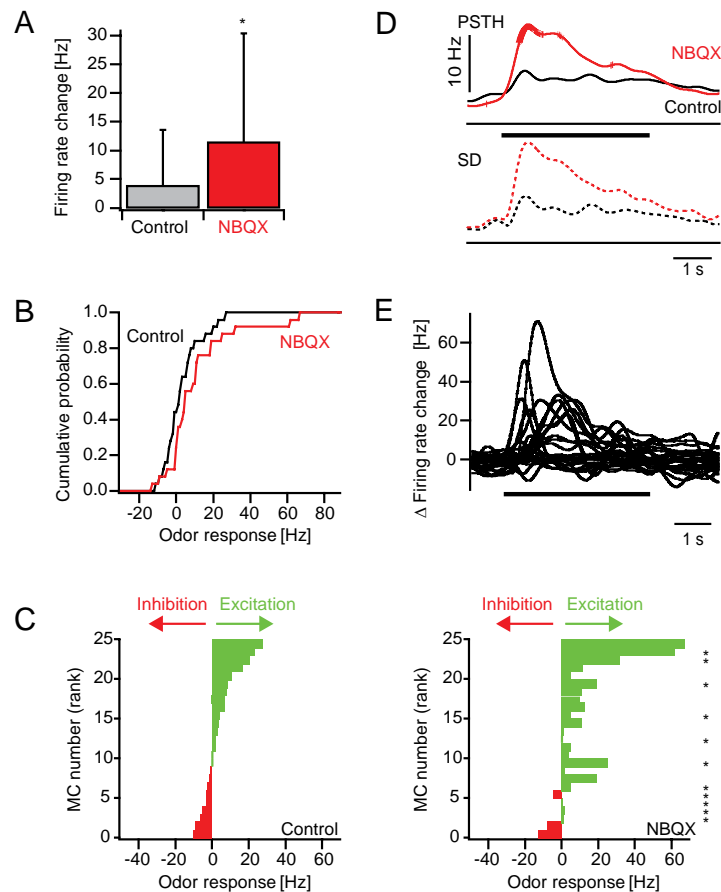 A
Firing rate change [Hz]
30
25
20
15
10
5
0
*
Control
NBQX
B
Cumulative probability
1.0
0.8
0.6
0.4
0.2
0.0
Control
NBQX
-20
0
20
40
60
80
Odor response [Hz]
C
Inhibition
Excitation
MC number (rank)
25
20
15
10
5
0
Control
-40
0
20
40
60
Odor response [Hz]
Inhibition
Excitation
MC number (rank)
25
20
15
10
5
0
*
*
*
*
*
*
*
*
*
*
*
NBQX
-40
0
20
40
60
Odor response [Hz]
D
PSTH
10 Hz
NBQX
Control
SD
1 s
E
Δ Firing rate change [Hz]
60
40
20
0
1 s